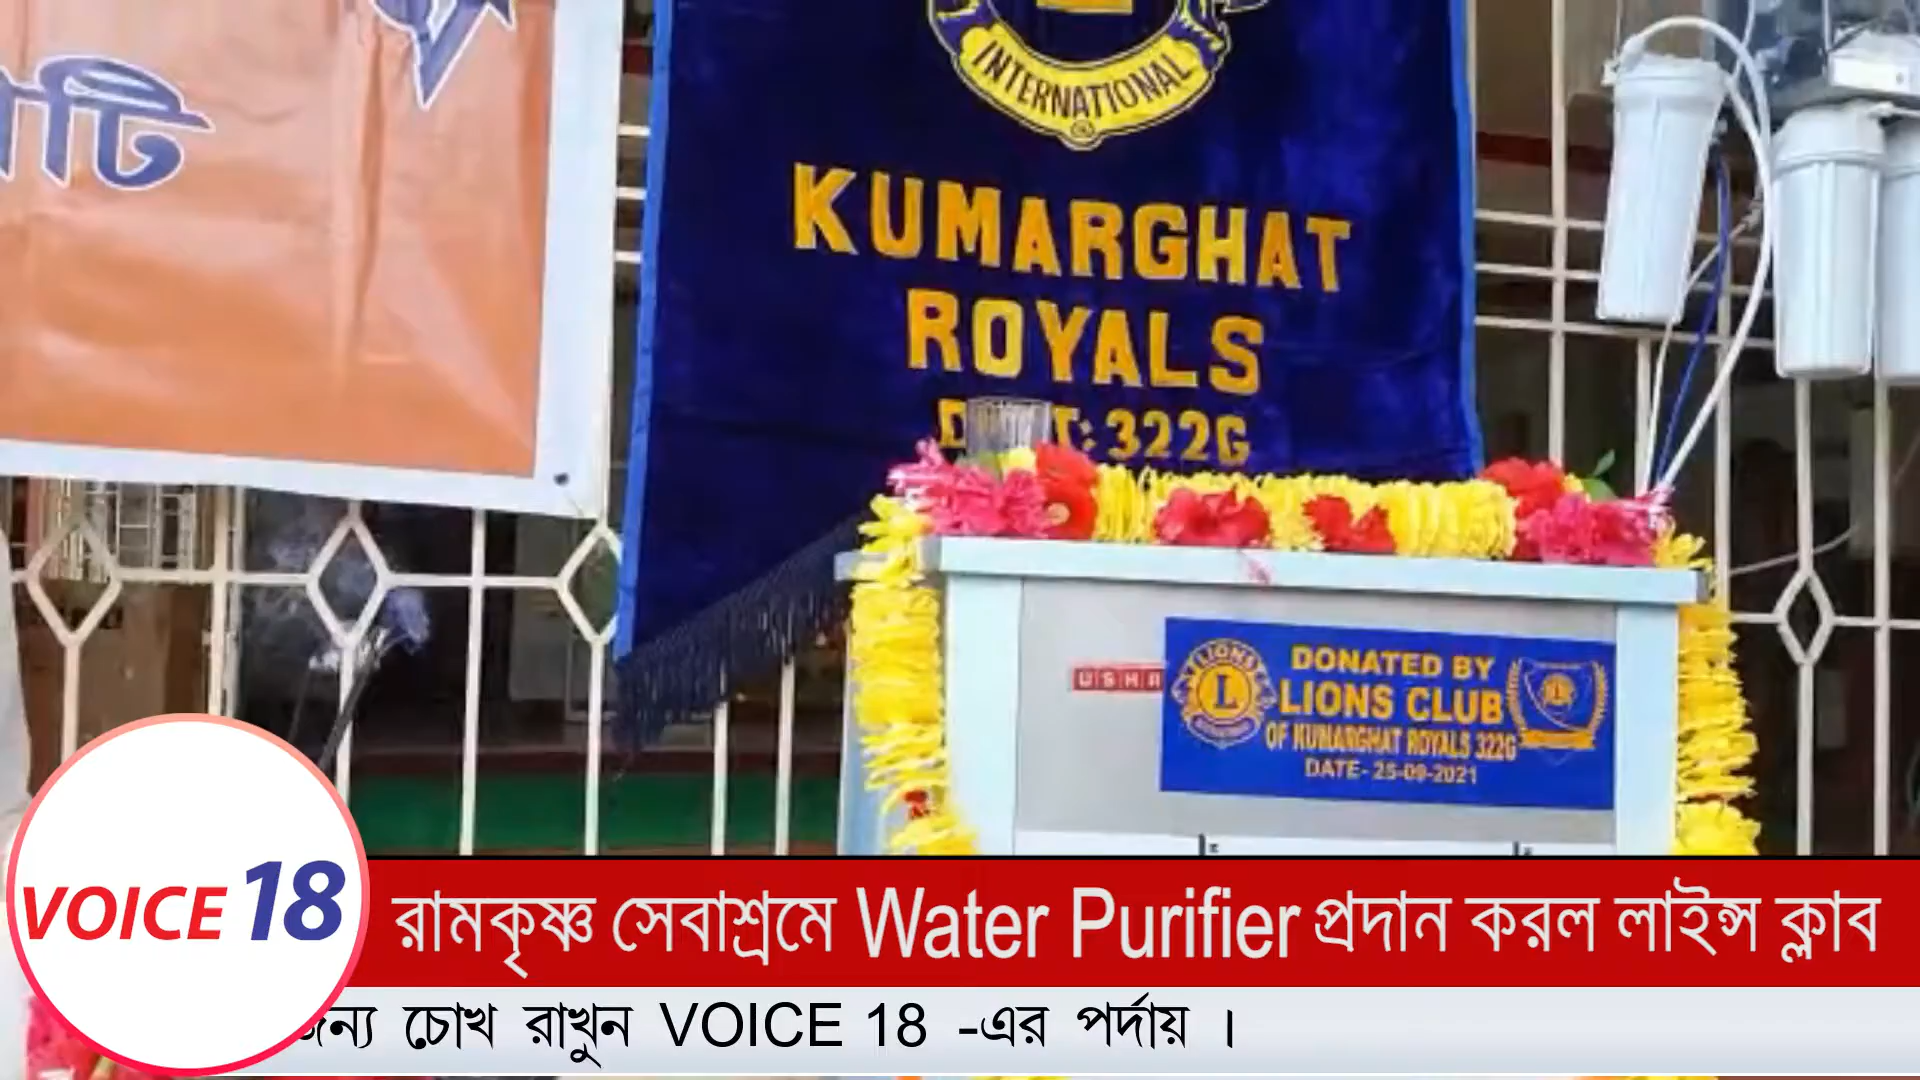 INTERNATIONAL
KUMARGHAT
ROYALS
322G
USHA
LIONS
L
DONATED BY
LIONS CLUB
OF KUMARGHAT ROYALS 322G
DATE- 25-09-2021
VOICE 18
রামকৃষ্ণ সেবাশ্রমে Water Purifier প্রদান করল লাইন্স ক্লাব
জন্য চোখ রাখুন VOICE 18 -এর পর্দায় ।